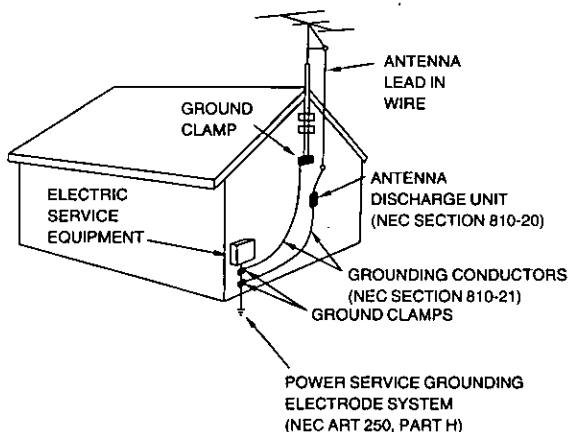 ANTENNA
LEAD IN
WIRE
GROUND
CLAMP
ANTENNA
DISCHARGE UNIT
(NEC SECTION 810-20)
ELECTRIC
SERVICE
EQUIPMENT
GROUNDING CONDUCTORS
(NEC SECTION 810-21)
GROUND CLAMPS
POWER SERVICE GROUNDING
ELECTRODE SYSTEM
(NEC ART 250, PART H)